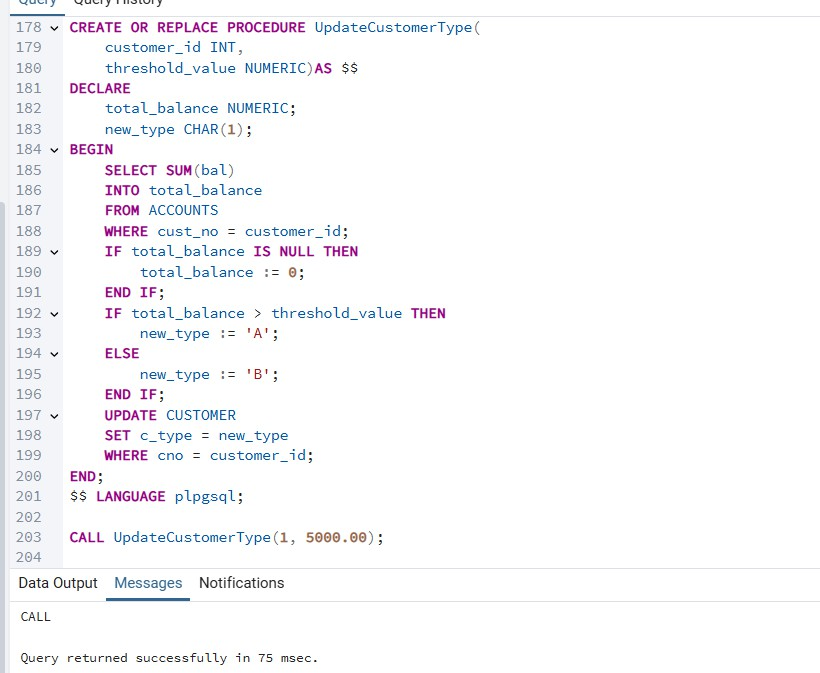 Query Query History
178 CREATE OR REPLACE PROCEDURE UpdateCustomerType(
179 customer_id INT,
180 threshold_value NUMERIC)AS $$
181 DECLARE
182 total_balance NUMERIC;
183 new_type CHAR(1);
184 BEGIN
185 SELECT SUM(bal)
186 INTO total_balance
187 FROM ACCOUNTS
188 WHERE cust_no = customer_id;
189 IF total_balance IS NULL THEN
190 total_balance := 0;
191 END IF;
192 IF total_balance > threshold_value THEN
193 new_type := 'A';
194 ELSE
195 new_type := 'B';
196 END IF;
197 UPDATE CUSTOMER
198 SET c_type = new_type
199 WHERE cno = customer_id;
200 END;
201 $$ LANGUAGE plpgsql;
202
203 CALL UpdateCustomerType(1, 5000.00);
204
Data Output Messages Notifications
CALL
Query returned successfully in 75 msec.